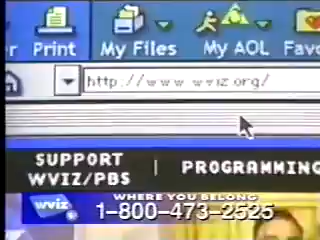 r Print My Files My AOL Favo
http://www.wviz.org/
SUPPORT WVIZ/PBS | PROGRAMMING
WHERE YOU BELONG
wviz 1-800-473-2525